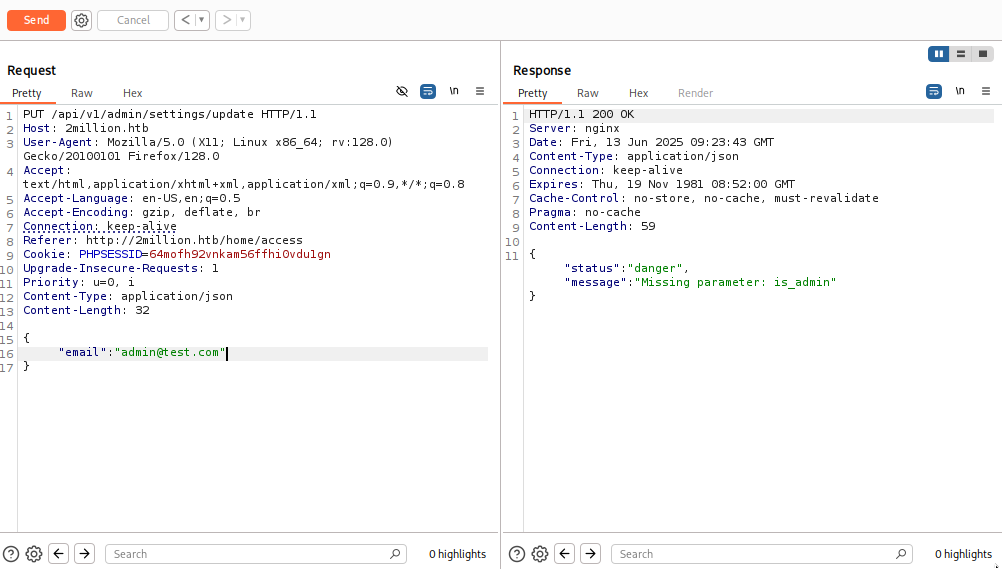 Send
Cancel
<
>
Request
Pretty Raw Hex
\n
1 PUT /api/v1/admin/settings/update HTTP/1.1
2 Host: 2million.htb
3 User-Agent: Mozilla/5.0 (X11; Linux x86_64; rv:128.0)
Gecko/20100101 Firefox/128.0
4 Accept:
text/html,application/xhtml+xml,application/xml;q=0.9,*/*;q=0.8
5 Accept-Language: en-US,en;q=0.5
6 Accept-Encoding: gzip, deflate, br
7 Connection: keep-alive
8 Referer: http://2million.htb/home/access
9 Cookie: PHPSESSID=64mofh92vnkam56ffhi0vdu1gn
10 Upgrade-Insecure-Requests: 1
11 Priority: u=0, i
12 Content-Type: application/json
13 Content-Length: 32
14
15 {
16 "email":"admin@test.com"
17 }
Search
0 highlights
Response
Pretty Raw Hex Render
\n
1 HTTP/1.1 200 OK
2 Server: nginx
3 Date: Fri, 13 Jun 2025 09:23:43 GMT
4 Content-Type: application/json
5 Connection: keep-alive
6 Expires: Thu, 19 Nov 1981 08:52:00 GMT
7 Cache-Control: no-store, no-cache, must-revalidate
8 Pragma: no-cache
9 Content-Length: 59
10
11 {
"status":"danger",
"message":"Missing parameter: is_admin"
}
Search
0 highlights